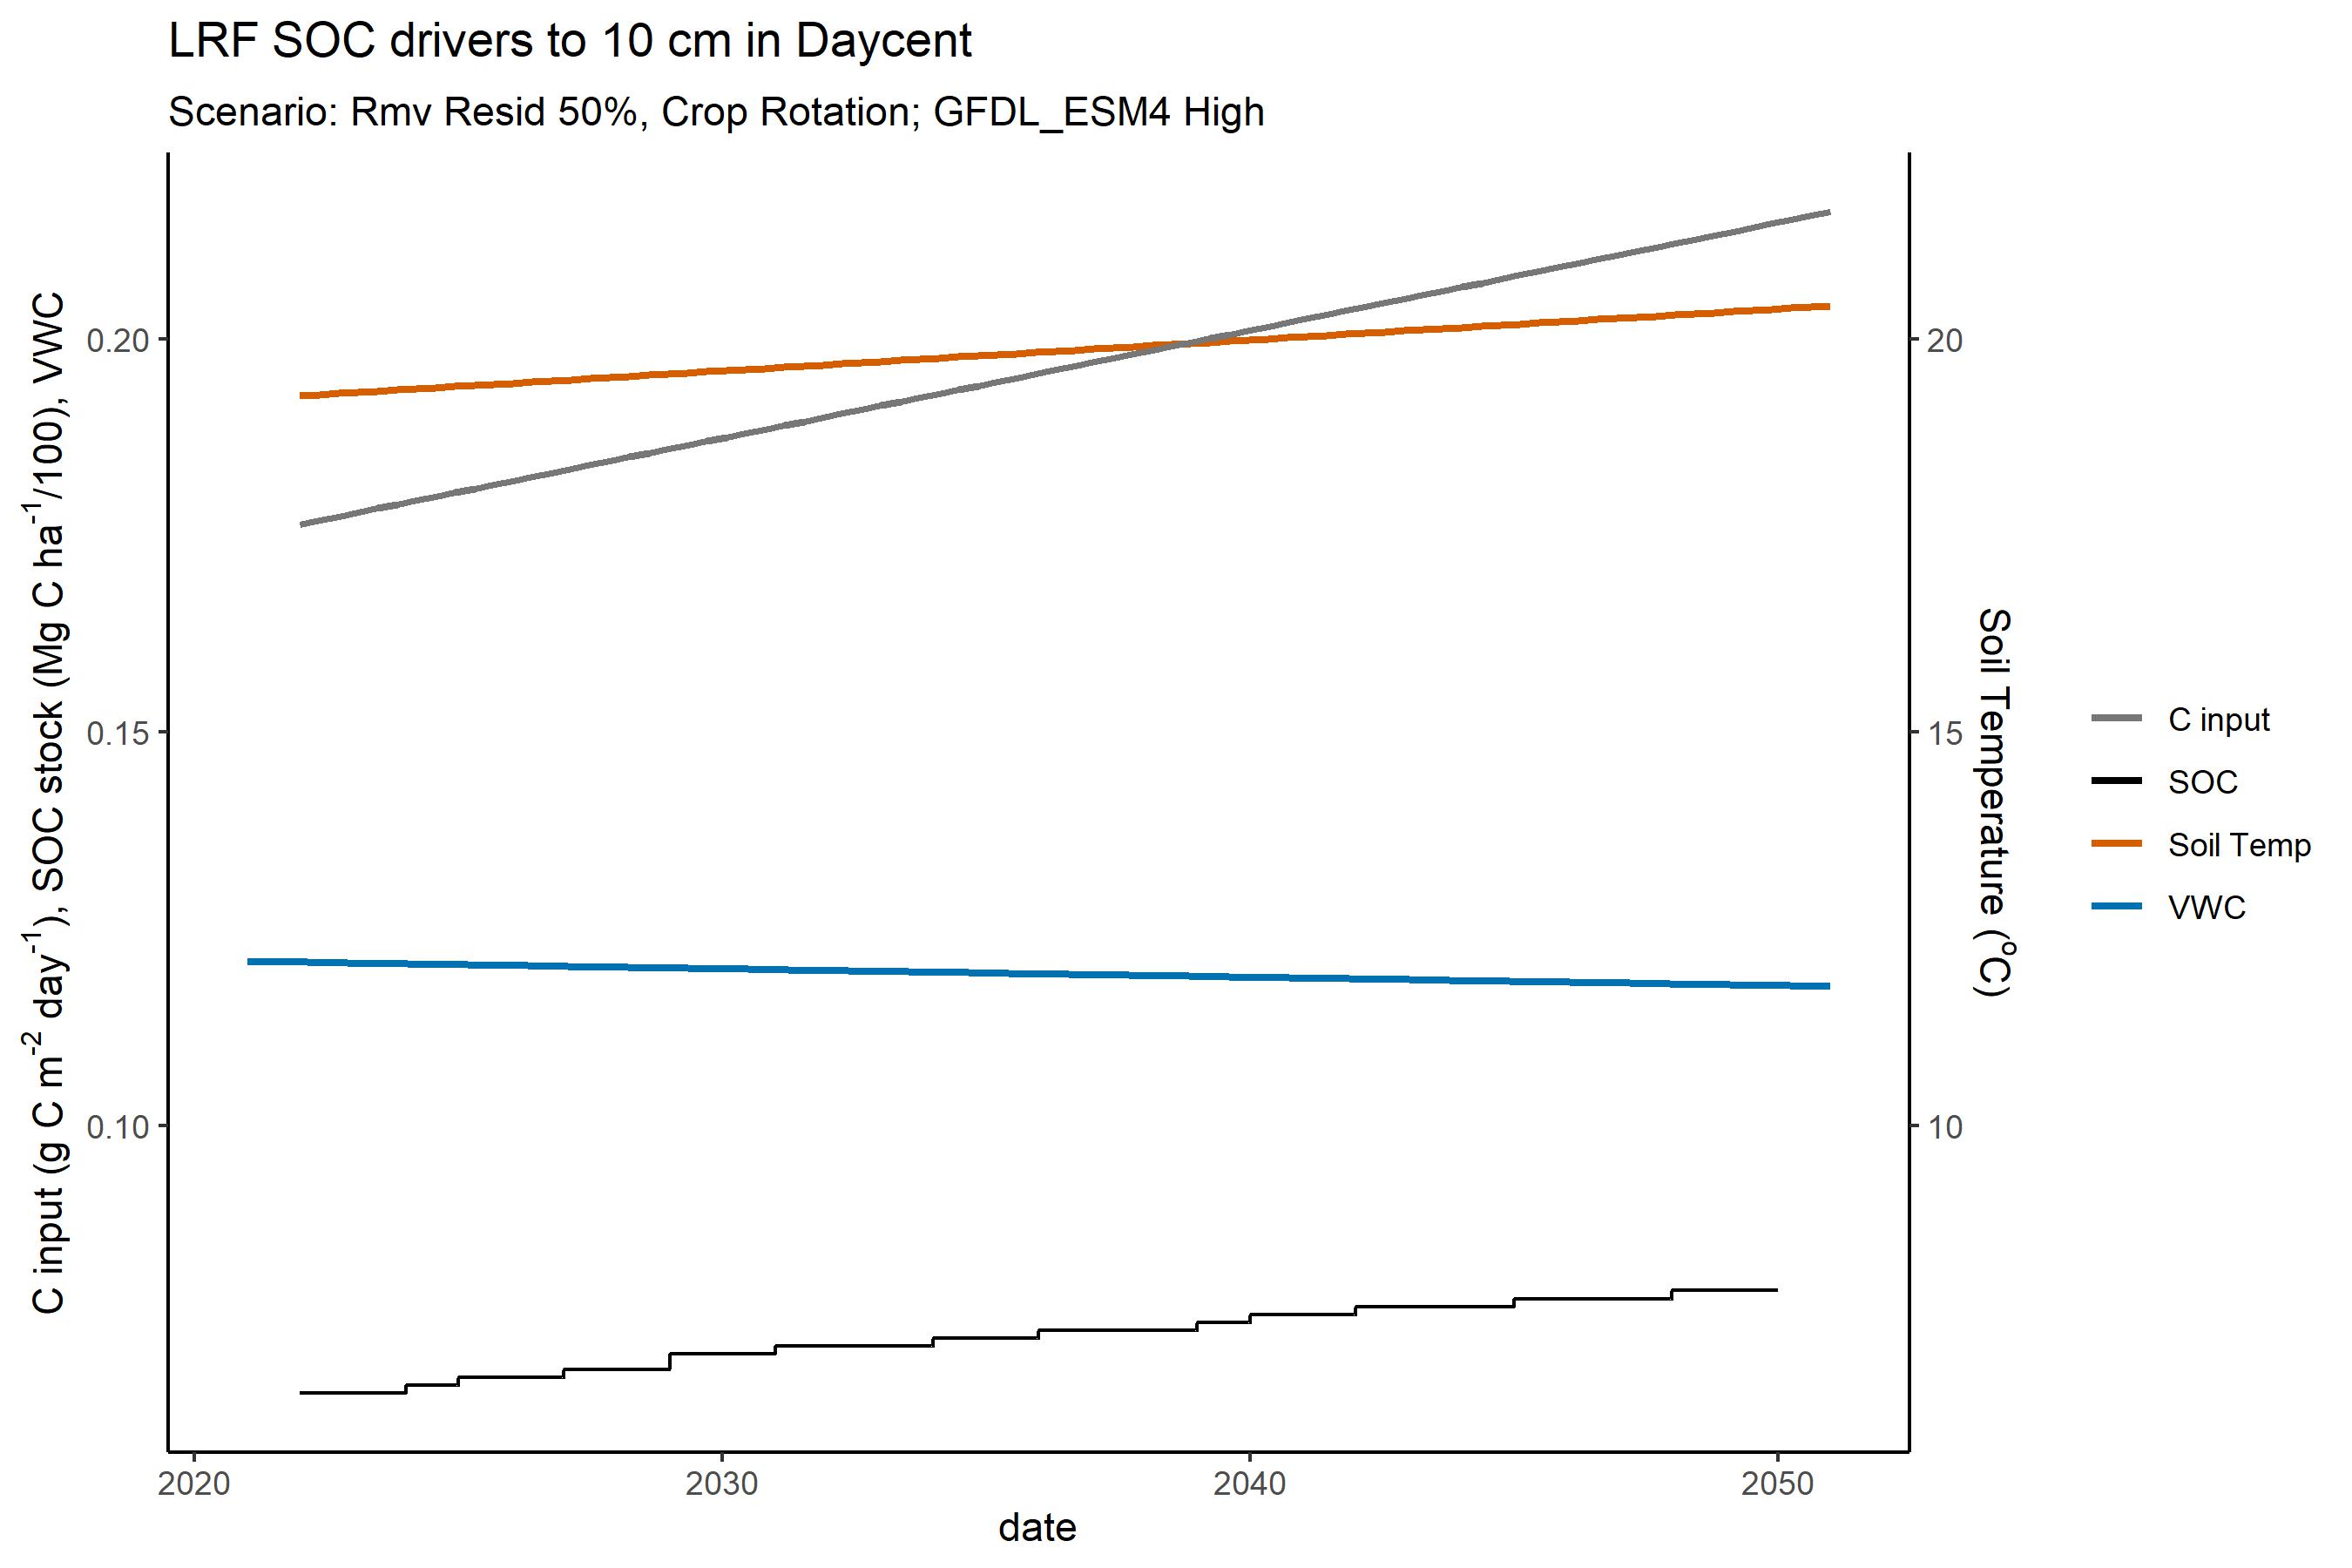 LRF SOC drivers to 10 cm in Daycent
Scenario: Rmv Resid 50%, Crop Rotation; GFDL_ESM4 High
C input (g C m⁻² day⁻¹), SOC stock (Mg C ha⁻¹/100), VWC
0.20
0.15
0.10
20
15
10
Soil Temperature (ºC)
C input
SOC
Soil Temp
VWC
2020
2030
2040
2050
date